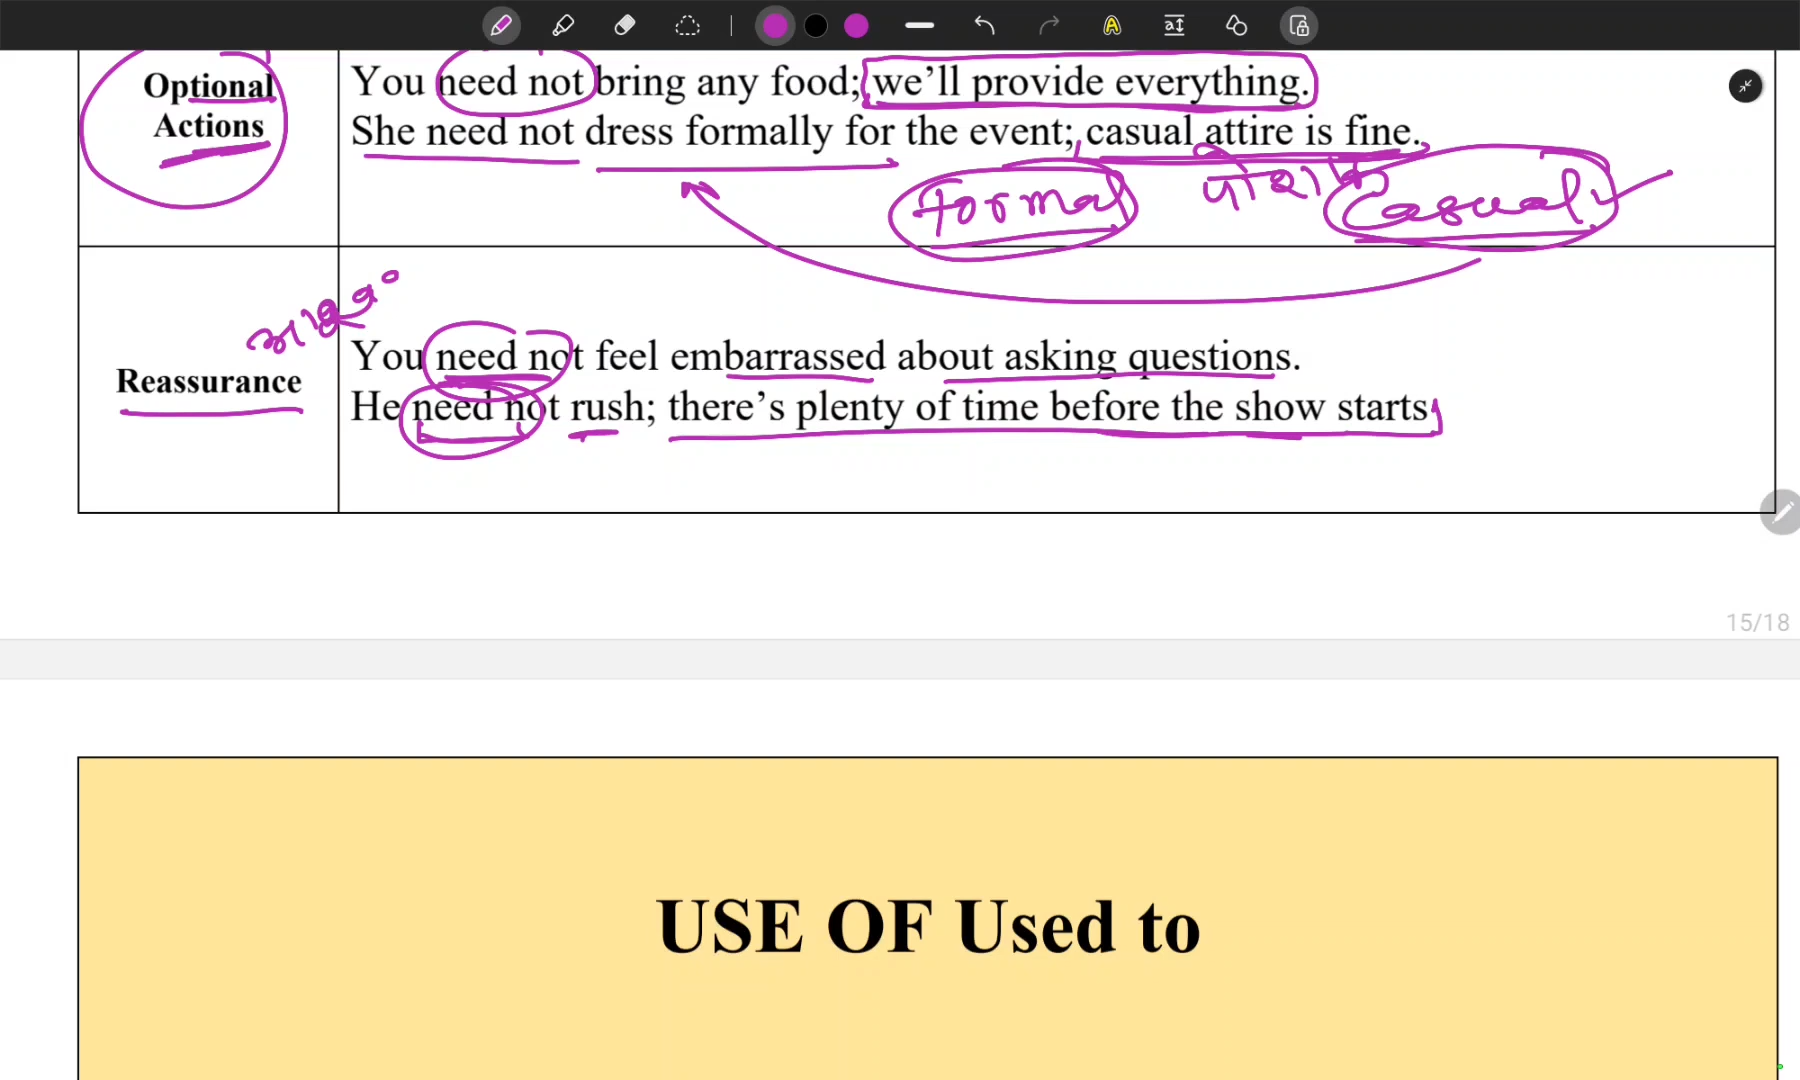 Optional
Actions
You need not bring any food; we’ll provide everything.
She need not dress formally for the event; casual attire is fine.
Formal
Casual
Reassurance
You need not feel embarrassed about asking questions.
He need not rush; there’s plenty of time before the show starts
15/18
USE OF Used to